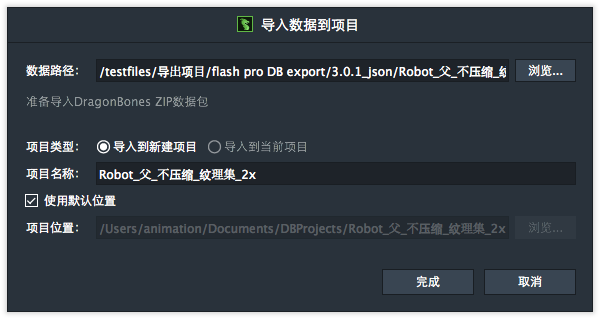 导入数据到项目
数据路径： /testfiles/导出项目/flash pro DB export/3.0.1_json/Robot_父_不压缩_ 浏览...
准备导入DragonBones ZIP数据包
项目类型： 导入到新建项目 导入到当前项目
项目名称： Robot_父_不压缩_紋理集_2x
使用默认位置
项目位置： /Users/animation/Documents/DBProjects/Robot_父_不压缩_紋理集_2x 浏览...
完成 取消